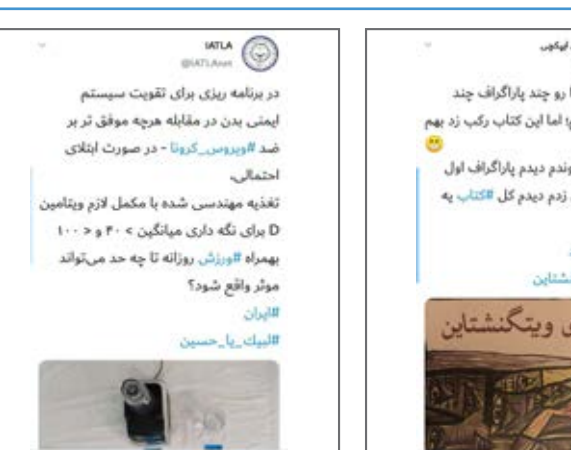 IATLA
@IATLAnet
در برنامه ریزی برای تقویت سیستم
ایمنی بدن در مقابله هرچه موفق تر بر
ضد #ویروس_کرونا - در صورت ابتلای
احتمالی،
تغذیه مهندسی شده با مکمل لازم ویتامین
D برای نگه داری میانگین > ۴۰ و < ۱۰۰
بهمراه #ورزش روزانه تا چه حد می‌تواند
موثر واقع شود؟
#ایران
#لبیك_یا_حسین
رو چند پاراگراف چند
اما این کتاب رکب زد بهم
دیدم پاراگراف اول
زدم دیدم کل #کتاب یه
ویتگنشتاین